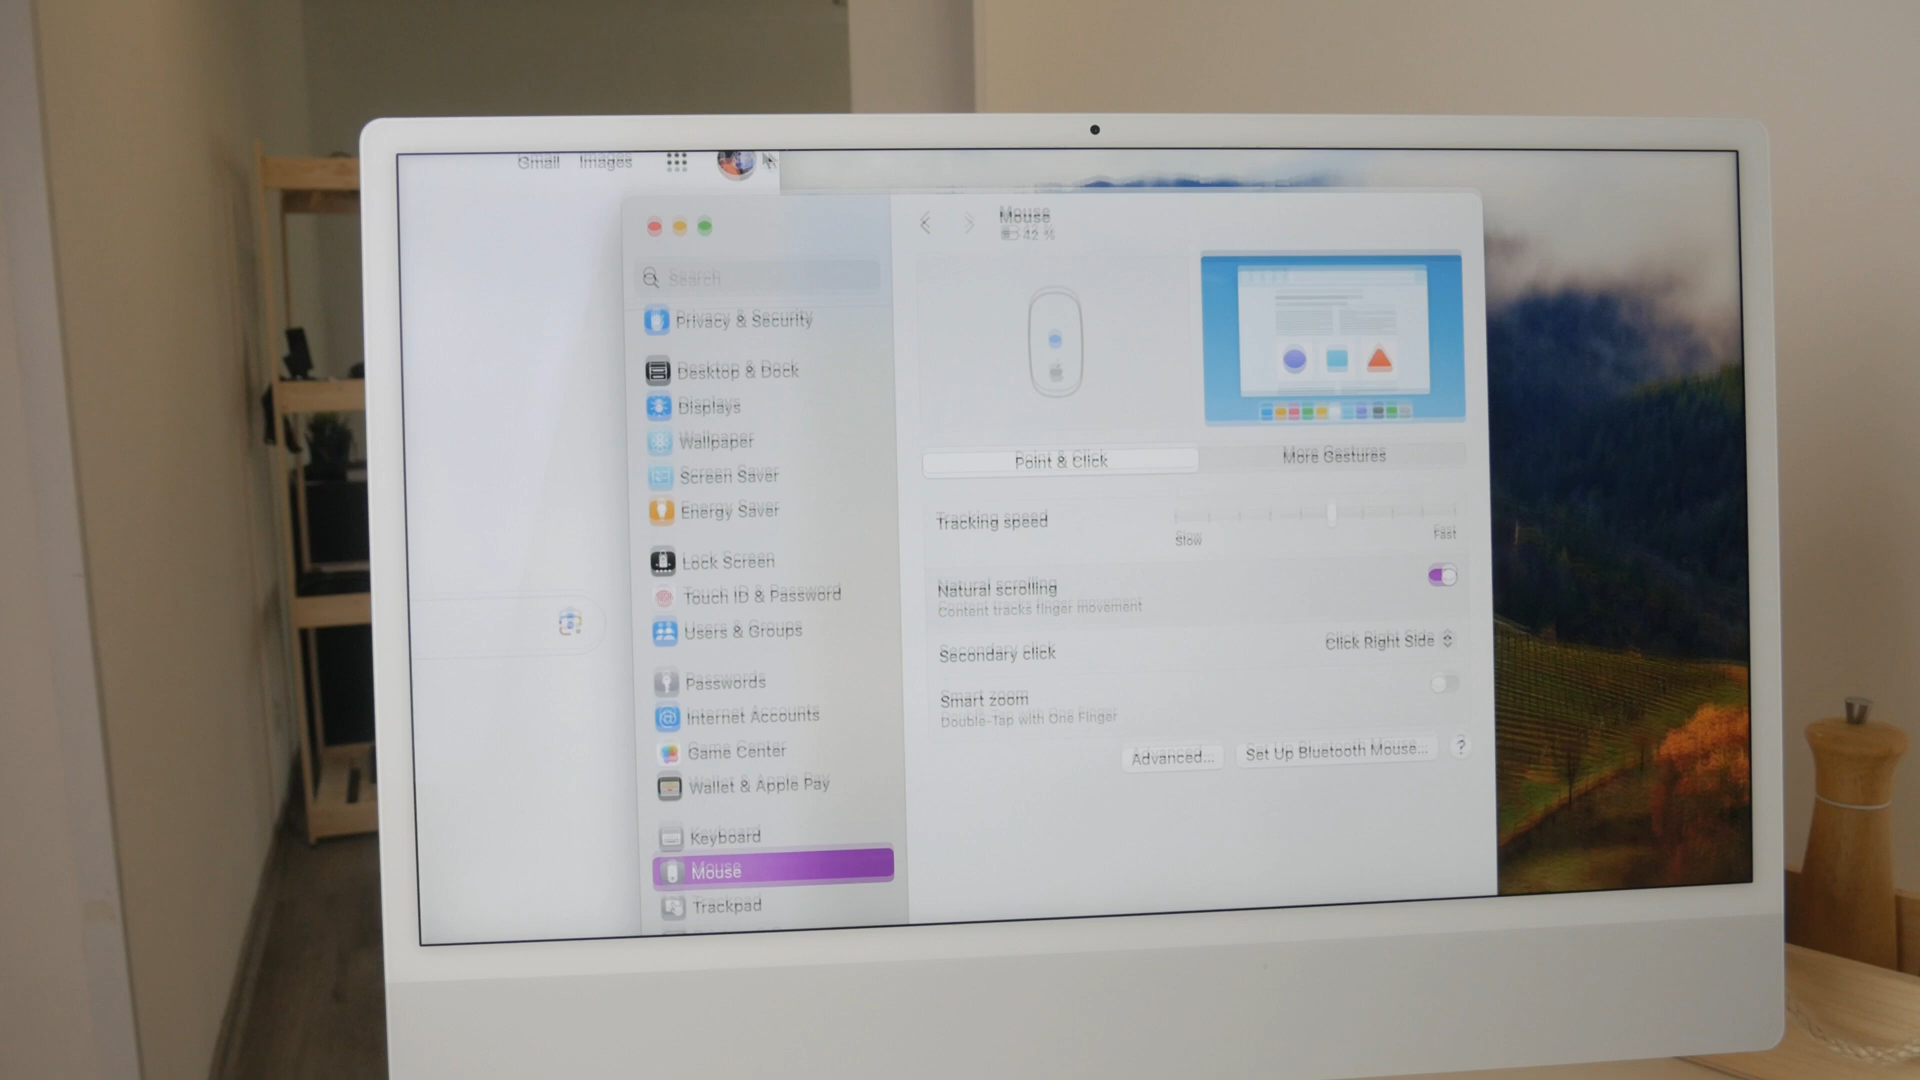 Gmail Images
Mouse
42 %
Search
Privacy & Security
Desktop & Dock
Displays
Wallpaper
Screen Saver
Energy Saver
Lock Screen
Touch ID & Password
Users & Groups
Passwords
Internet Accounts
Game Center
Wallet & Apple Pay
Keyboard
Mouse
Trackpad
Point & Click More Gestures
Tracking speed
Slow Fast
Natural scrolling
Content tracks finger movement
Secondary click Click Right Side
Smart zoom
Double-Tap with One Finger
Advanced... Set Up Bluetooth Mouse... ?